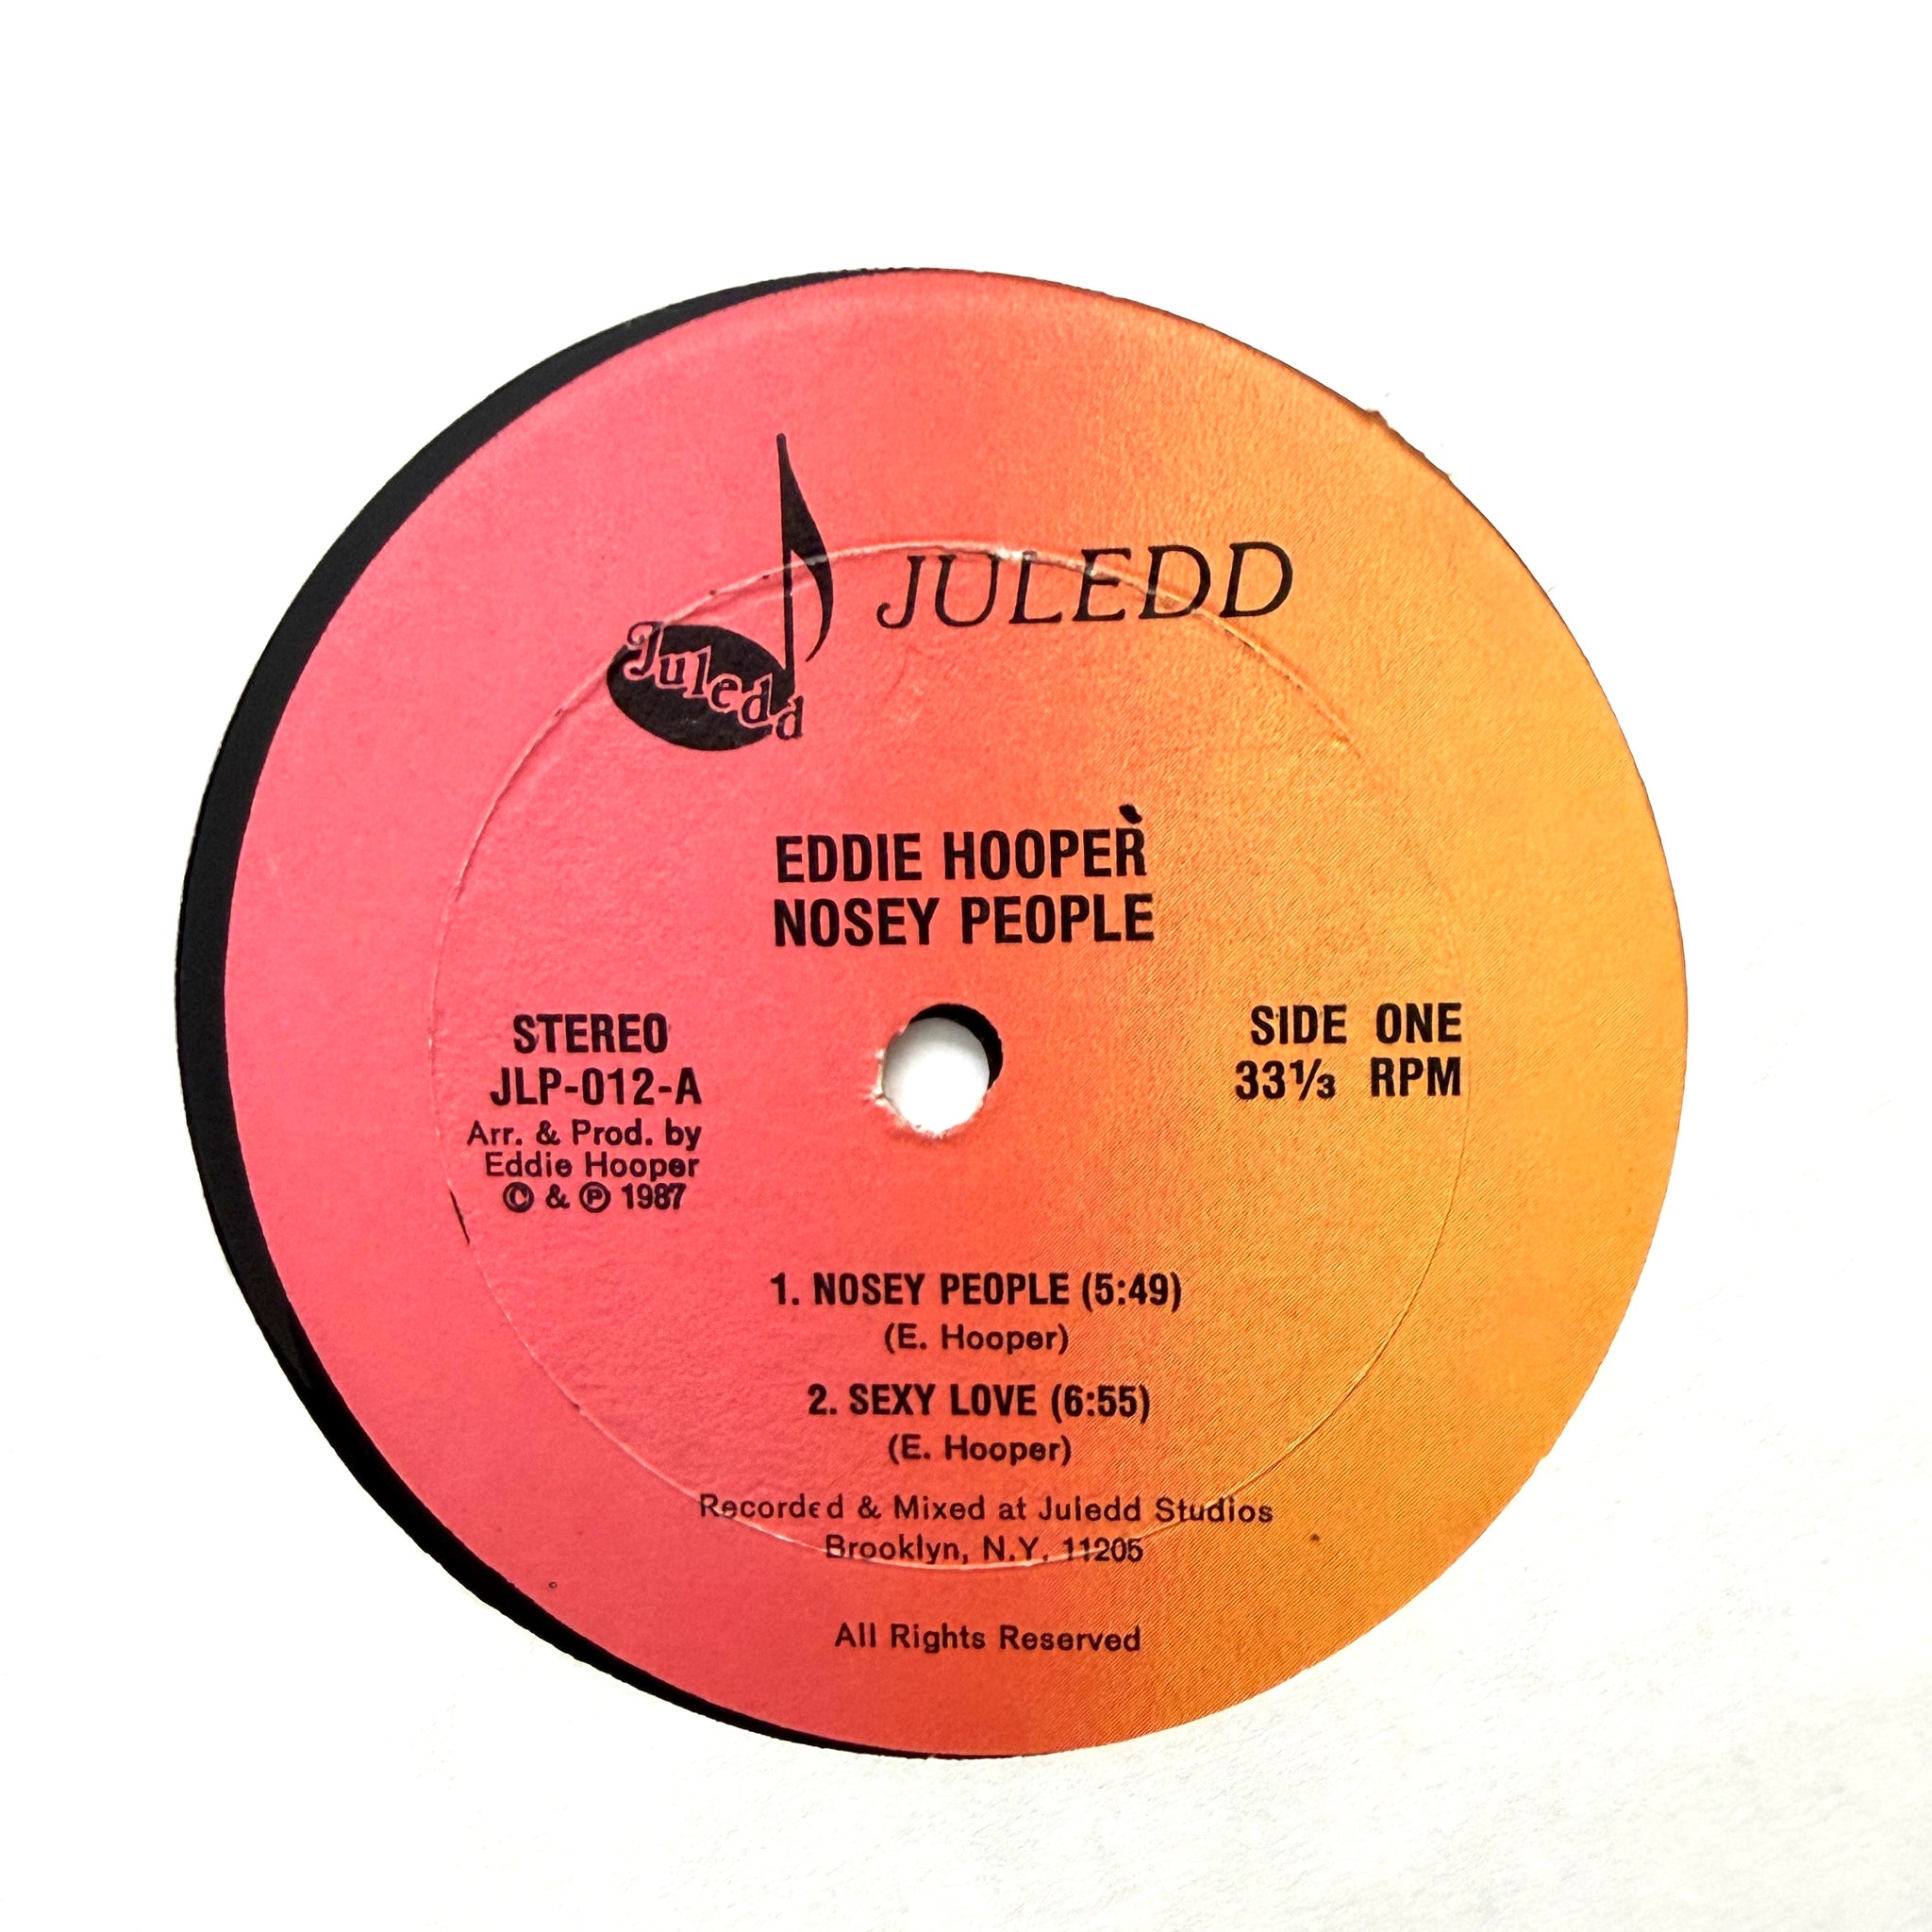 Juledd
JULEDD
EDDIE HOOPER
NOSEY PEOPLE
STEREO
JLP-012-A
Arr. & Prod. by
Eddie Hooper
© & ℗ 1987
SIDE ONE
33⅓ RPM
1. NOSEY PEOPLE (5:49)
(E. Hooper)
2. SEXY LOVE (6:55)
(E. Hooper)
Recorded & Mixed at Juledd Studios
Brooklyn, N.Y. 11205
All Rights Reserved